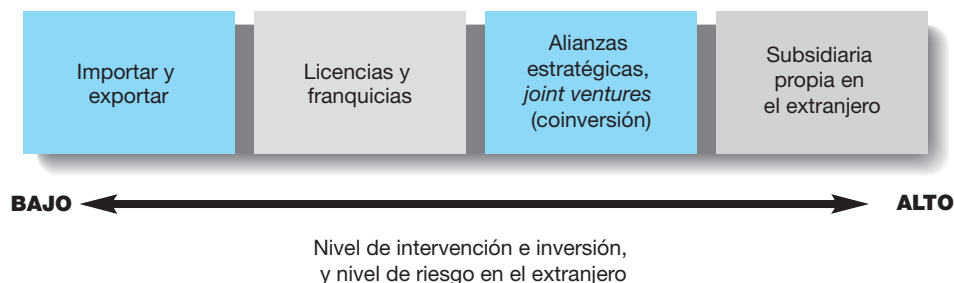 Importar y
exportar
Licencias y
franquicias
Alianzas
estratégicas,
joint ventures
(coinversión)
Subsidiaria
propia en
el extranjero
BAJO
ALTO
Nivel de intervención e inversión,
y nivel de riesgo en el extranjero